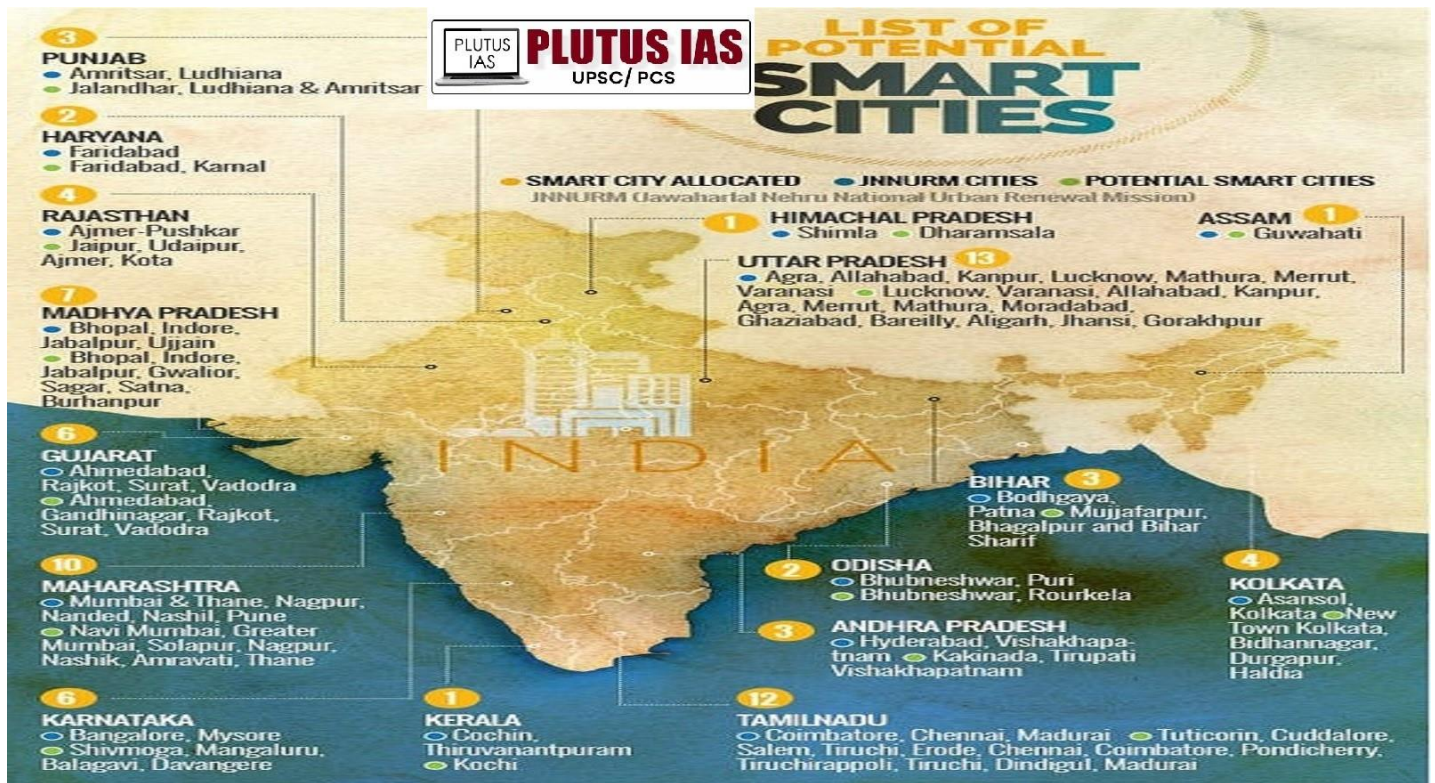 PLUTUS
IAS
PLUTUS IAS
UPSC/ PCS
LIST OF
POTENTIAL
SMART
CITIES
SMART CITY ALLOCATED JNNURM CITIES POTENTIAL SMART CITIES
JNNURM (Jawaharlal Nehru National Urban Renewal Mission)
3
PUNJAB
Amritsar, Ludhiana
Jalandhar, Ludhiana & Amritsar
2
HARYANA
Faridabad
Faridabad, Karnal
4
RAJASTHAN
Ajmer-Pushkar
Jaipur, Udaipur,
Ajmer, Kota
7
MADHYA PRADESH
Bhopal, Indore,
Jabalpur, Ujjain
Bhopal, Indore,
Jabalpur, Gwalior,
Sagar, Satna,
Burhanpur
6
GUJARAT
Ahmedabad,
Rajkot, Surat, Vadodra
Ahmedabad,
Gandhinagar, Rajkot,
Surat, Vadodra
10
MAHARASHTRA
Mumbai & Thane, Nagpur,
Nanded, Nashil, Pune
Navi Mumbai, Greater
Mumbai, Solapur, Nagpur,
Nashik, Amravati, Thane
6
KARNATAKA
Bangalore, Mysore
Shivmoga, Mangaluru,
Balagavi, Davangere
1
HIMACHAL PRADESH
Shimla Dharamsala
ASSAM 1
Guwahati
UTTAR PRADESH 13
Agra, Allahabad, Kanpur, Lucknow, Mathura, Merrut,
Varanasi Lucknow, Varanasi, Allahabad, Kanpur,
Agra, Merrut, Mathura, Moradabad,
Ghaziabad, Bareilly, Aligarh, Jhansi, Gorakhpur
INDIA
BIHAR 3
Bodhgaya,
Patna Mujjafarpur,
Bhagalpur and Bihar
Sharif
2
ODISHA
Bhubneshwar, Puri
Bhubneshwar, Rourkela
3
ANDHRA PRADESH
Hyderabad, Vishakhapa-
tnam Kakinada, Tirupati
Vishakhapatnam
4
KOLKATA
Asansol,
Kolkata New
Town Kolkata,
Bidhannagar,
Durgapur,
Haldia
1
KERALA
Cochin,
Thiruvanantpuram
Kochi
12
TAMILNADU
Coimbatore, Chennai, Madurai Tuticorin, Cuddalore,
Salem, Tiruchi, Erode, Chennai, Coimbatore, Pondicherry,
Tiruchirappoli, Tiruchi, Dindigul, Madurai